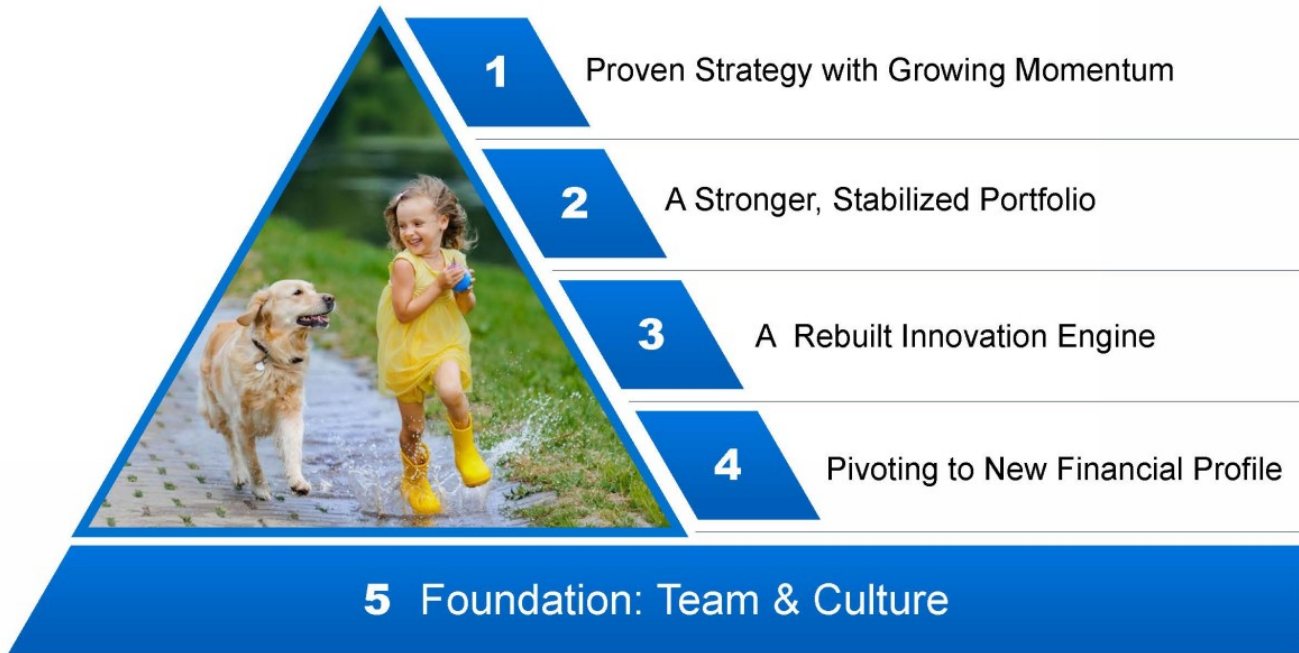 1 Proven Strategy with Growing Momentum
2 A Stronger, Stabilized Portfolio
3 A Rebuilt Innovation Engine
4 Pivoting to New Financial Profile
5 Foundation: Team & Culture